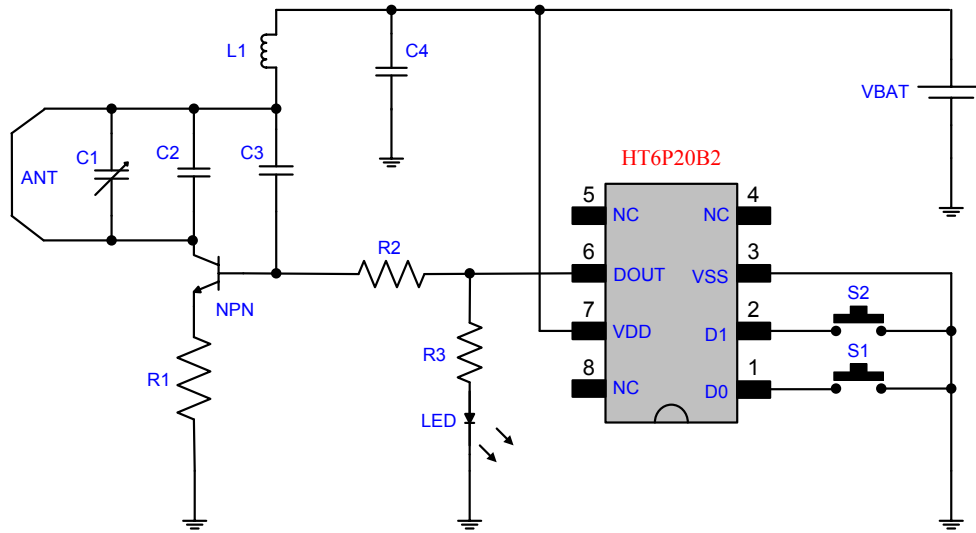 L1
C4
VBAT
C1
C2
C3
ANT
HT6P20B2
5
4
NC
NC
R2
6
3
DOUT
VSS
S2
NPN
7
2
VDD
D1
R3
S1
R1
8
1
NC
D0
LED